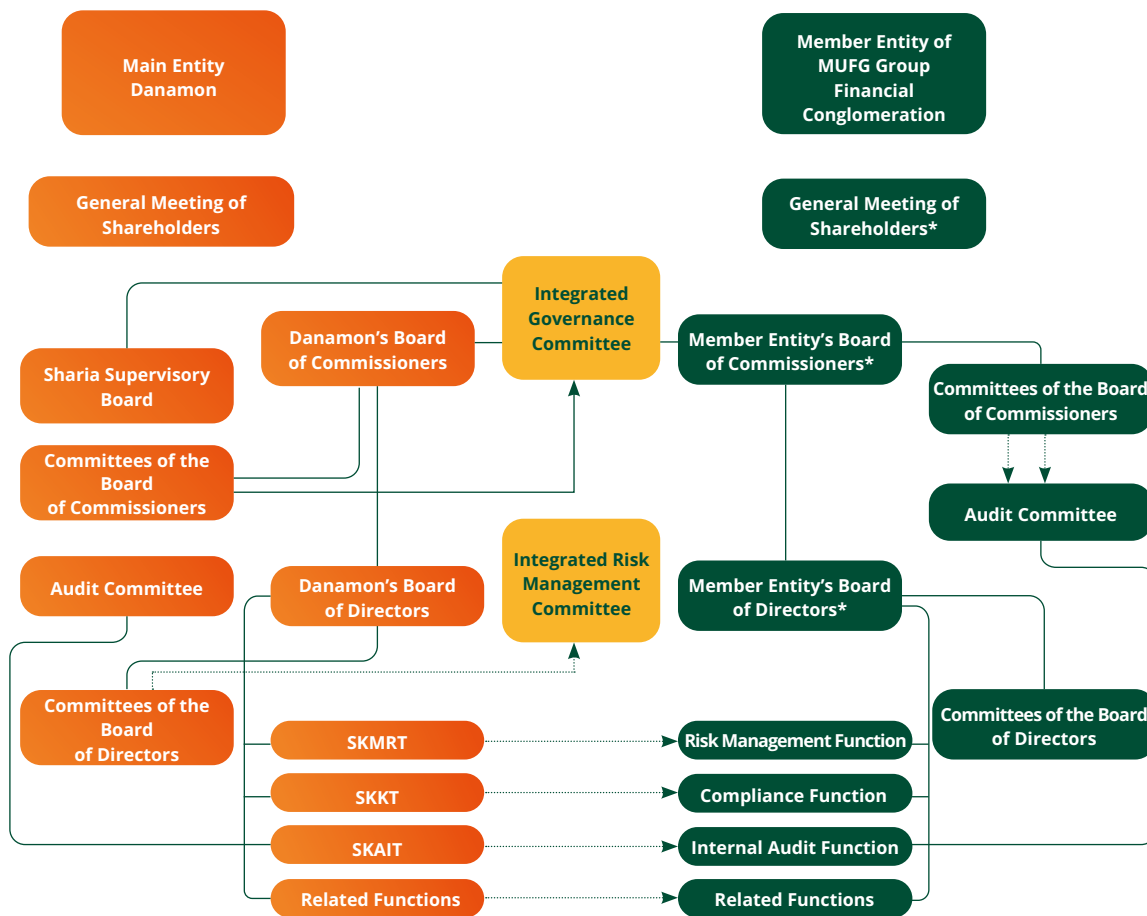 Main Entity
Danamon
Member Entity of
MUFG Group
Financial
Conglomeration
General Meeting of
Shareholders
General Meeting of
Shareholders*
Integrated
Governance
Committee
Danamon's Board
of Commissioners
Member Entity's Board
of Commissioners*
Sharia Supervisory
Board
Committees of the Board
of Commissioners
Committees of the
Board
of Commissioners
Audit Committee
Integrated Risk
Management
Committee
Audit Committee
Danamon's Board
of Directors
Member Entity's Board
of Directors*
Committees of the
Board
of Directors
Committees of the Board
of Directors
SKMRT
Risk Management Function
SKKT
Compliance Function
SKAIT
Internal Audit Function
Related Functions
Related Functions